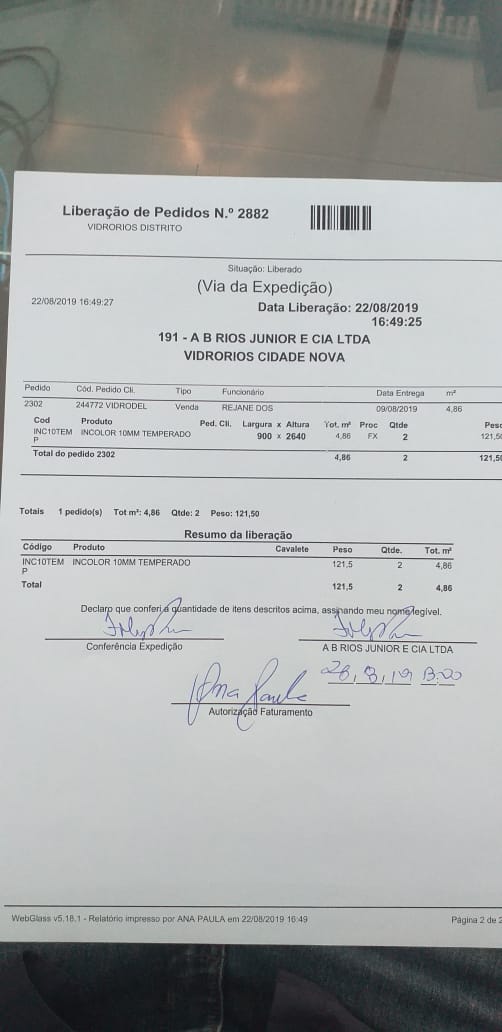 Liberação de Pedidos N.º 2882
VIDRORIOS DISTRITO
Situação: Liberado
(Via da Expedição)
22/08/2019 16:49:27
Data Liberação: 22/08/2019
16:49:25
191 - A B RIOS JUNIOR E CIA LTDA
VIDRORIOS CIDADE NOVA
Pedido Cód. Pedido Cli. Tipo Funcionário Data Entrega m²
2302 244772 VIDRODEL Venda REJANE DOS 09/08/2019 4,86
Cod Produto Ped. Cli. Largura x Altura Tot. m² Proc Qtde Peso
INC10TEM INCOLOR 10MM TEMPERADO 900 x 2640 4,86 FX 2 121,50
P
Total do pedido 2302 4,86 2 121,50
Totais 1 pedido(s) Tot m²: 4,86 Qtde: 2 Peso: 121,50
Resumo da liberação
Código Produto Cavalete Peso Qtde. Tot. m²
INC10TEM INCOLOR 10MM TEMPERADO 121,5 2 4,86
P
Total 121,5 2 4,86
Declaro que conferi a quantidade de itens descritos acima, assinando meu nome legível.
Conferência Expedição
A B RIOS JUNIOR E CIA LTDA
28, 8, 19 13:00
Ana Paula
Autorização Faturamento
WebGlass v5.18.1 - Relatório impresso por ANA PAULA em 22/08/2019 16:49
Página 2 de 2